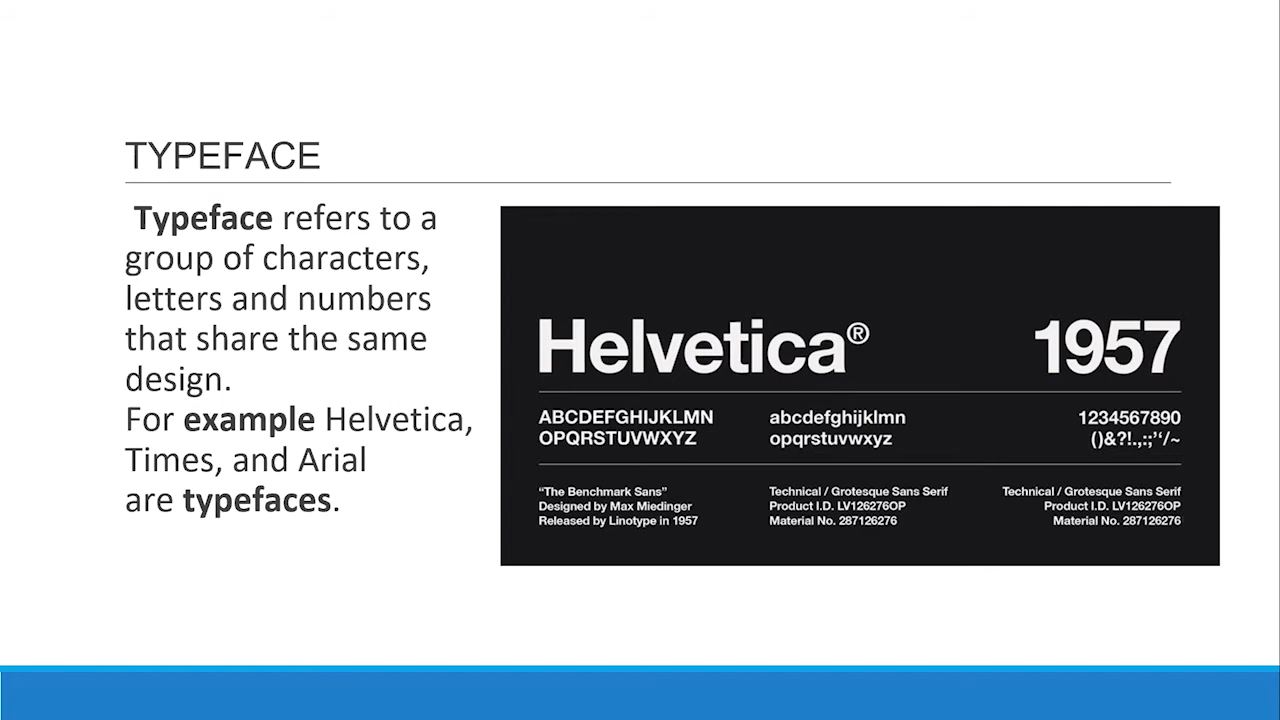 TYPEFACE
Typeface refers to a
group of characters,
letters and numbers
that share the same
design.
For example Helvetica,
Times, and Arial
are typefaces.
Helvetica® 1957
ABCDEFGHIJKLMN abcdefghijklmn 1234567890
OPQRSTUVWXYZ opqrstuvwxyz ()&?!.,:;”‘/~
“The Benchmark Sans” Technical / Grotesque Sans Serif Technical / Grotesque Sans Serif
Designed by Max Miedinger Product I.D. LV126276OP Product I.D. LV126276OP
Released by Linotype in 1957 Material No. 287126276 Material No. 287126276